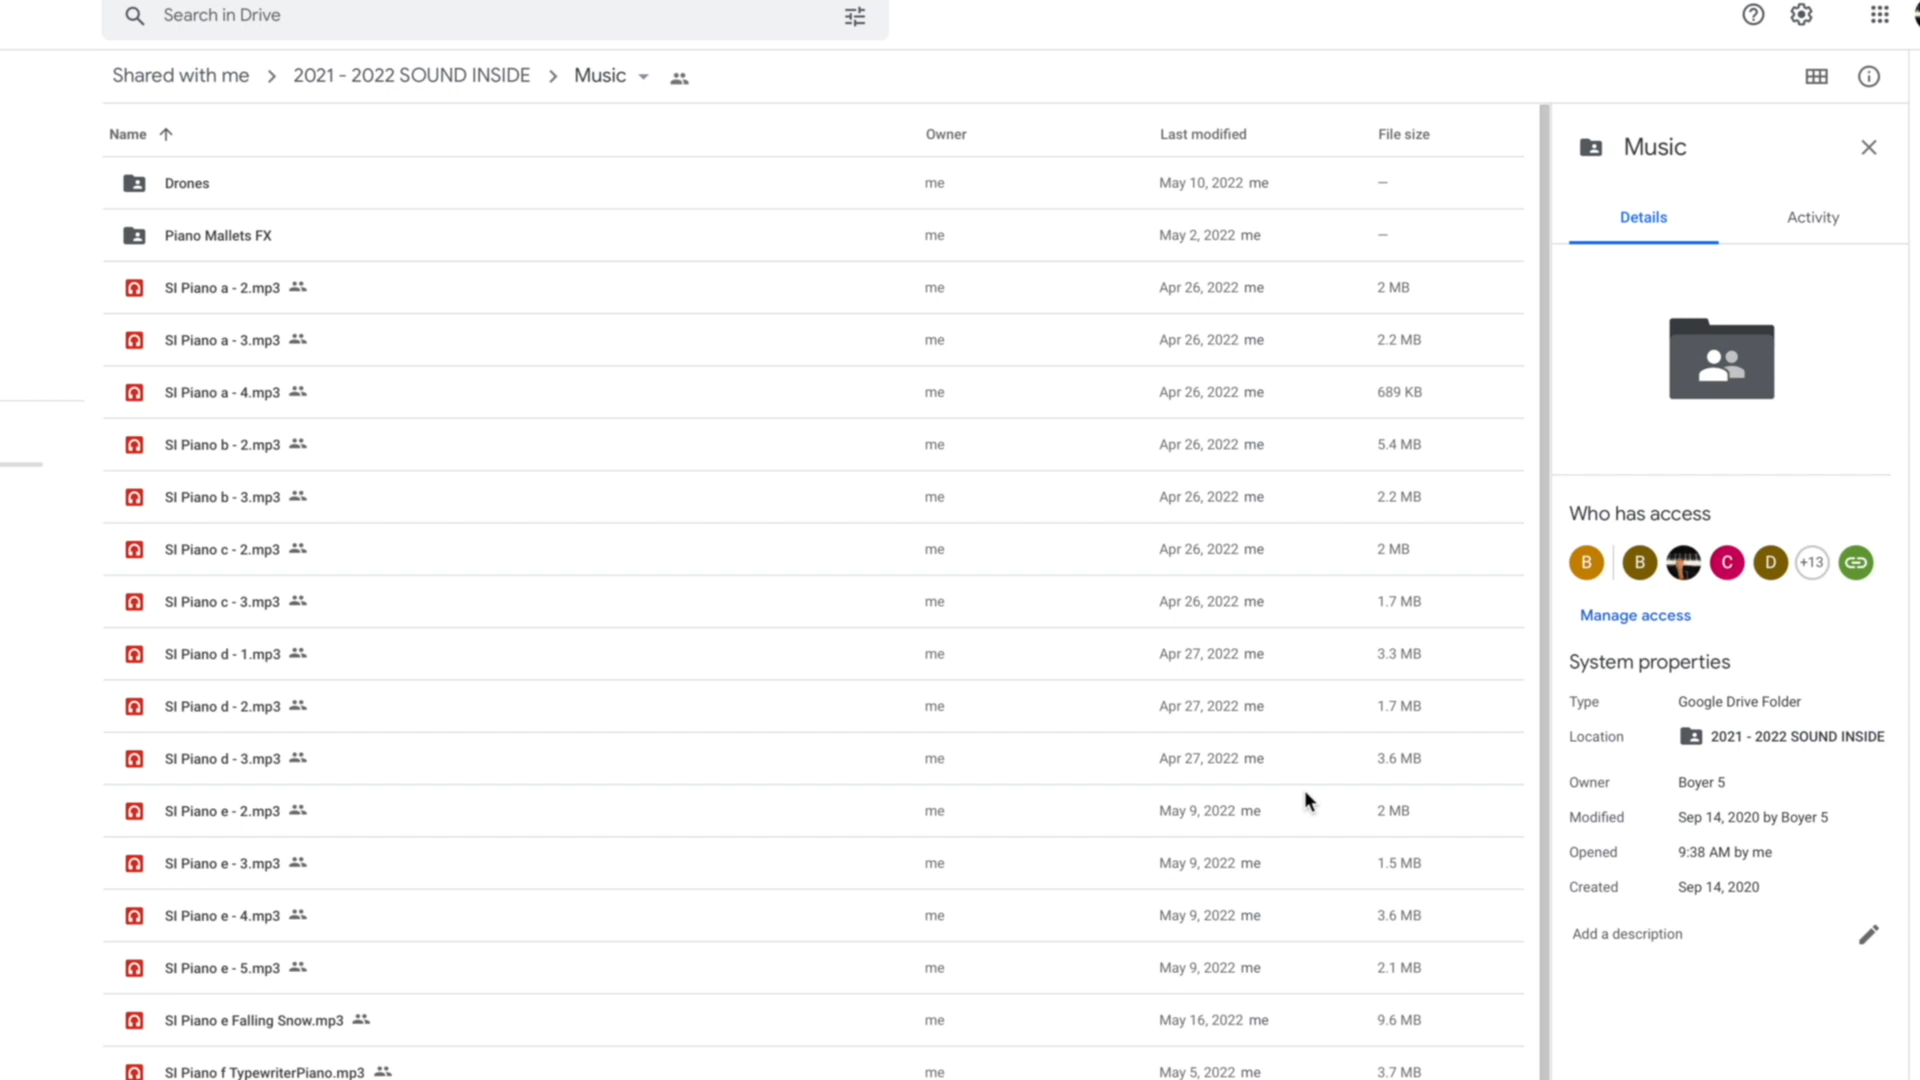 Search in Drive
Shared with me > 2021 - 2022 SOUND INSIDE > Music
Name Owner Last modified File size
Drones me May 10, 2022 me —
Piano Mallets FX me May 2, 2022 me —
SI Piano a - 2.mp3 me Apr 26, 2022 me 2 MB
SI Piano a - 3.mp3 me Apr 26, 2022 me 2.2 MB
SI Piano a - 4.mp3 me Apr 26, 2022 me 689 KB
SI Piano b - 2.mp3 me Apr 26, 2022 me 5.4 MB
SI Piano b - 3.mp3 me Apr 26, 2022 me 2.2 MB
SI Piano c - 2.mp3 me Apr 26, 2022 me 2 MB
SI Piano c - 3.mp3 me Apr 26, 2022 me 1.7 MB
SI Piano d - 1.mp3 me Apr 27, 2022 me 3.3 MB
SI Piano d - 2.mp3 me Apr 27, 2022 me 1.7 MB
SI Piano d - 3.mp3 me Apr 27, 2022 me 3.6 MB
SI Piano e - 2.mp3 me May 9, 2022 me 2 MB
SI Piano e - 3.mp3 me May 9, 2022 me 1.5 MB
SI Piano e - 4.mp3 me May 9, 2022 me 3.6 MB
SI Piano e - 5.mp3 me May 9, 2022 me 2.1 MB
SI Piano e Falling Snow.mp3 me May 16, 2022 me 9.6 MB
SI Piano f TypewriterPiano.mp3 me May 5, 2022 me 3.7 MB
Music
Details Activity
Who has access
B B C D +13
Manage access
System properties
Type Google Drive Folder
Location 2021 - 2022 SOUND INSIDE
Owner Boyer 5
Modified Sep 14, 2020 by Boyer 5
Opened 9:38 AM by me
Created Sep 14, 2020
Add a description